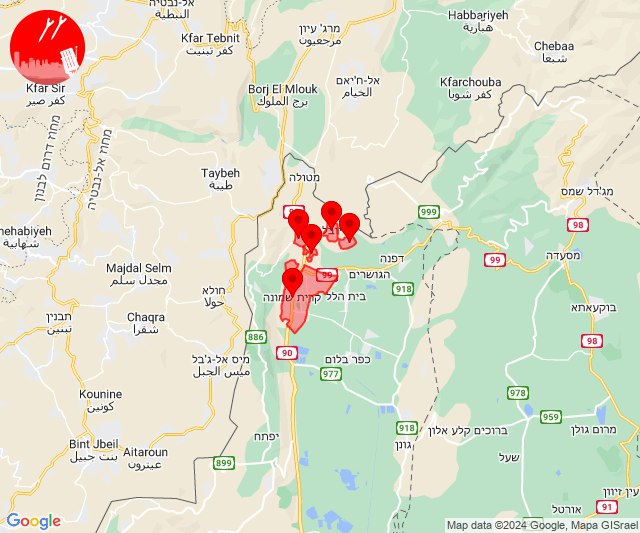 אל-נבטיה
النبطية
Kfar Tebnit
كفر تبنيت
מרג' עיון
مرجعيون
Habbariyeh
هبارية
Chebaa
شبعا
Kfar Sir
كفر صير
Borj El Mlouk
برج الملوك
אל-ח'יאם
الخيام
Kfarchouba
كفر شوبا
מחוז דרום לבנון
מחוז אל-נבטיה
Taybeh
طيبة
מטולה
מג'דל שמס
999
98
shehabiyeh
شهابية
Majdal Selm
مجدل سلم
חולא
حولا
דפנה
הגושרים
99
99
918
מסעדה
בית הלל
קרית שמונה
תבנין
تبنين
Chaqra
شقرا
886
בוקעאתא
98
90
מיס אל-ג'בל
ميس الجبل
כפר בלום
977
Kounine
كونين
978
959
Bint Jbeil
بنت جبيل
Aitaroun
عيترون
יפתח
918
גונן
ברוכים קלע אלון
מרום גולן
899
שעל
עין זיוון
אורטל
91
Google
Map data ©2024 Google, Mapa GISrael